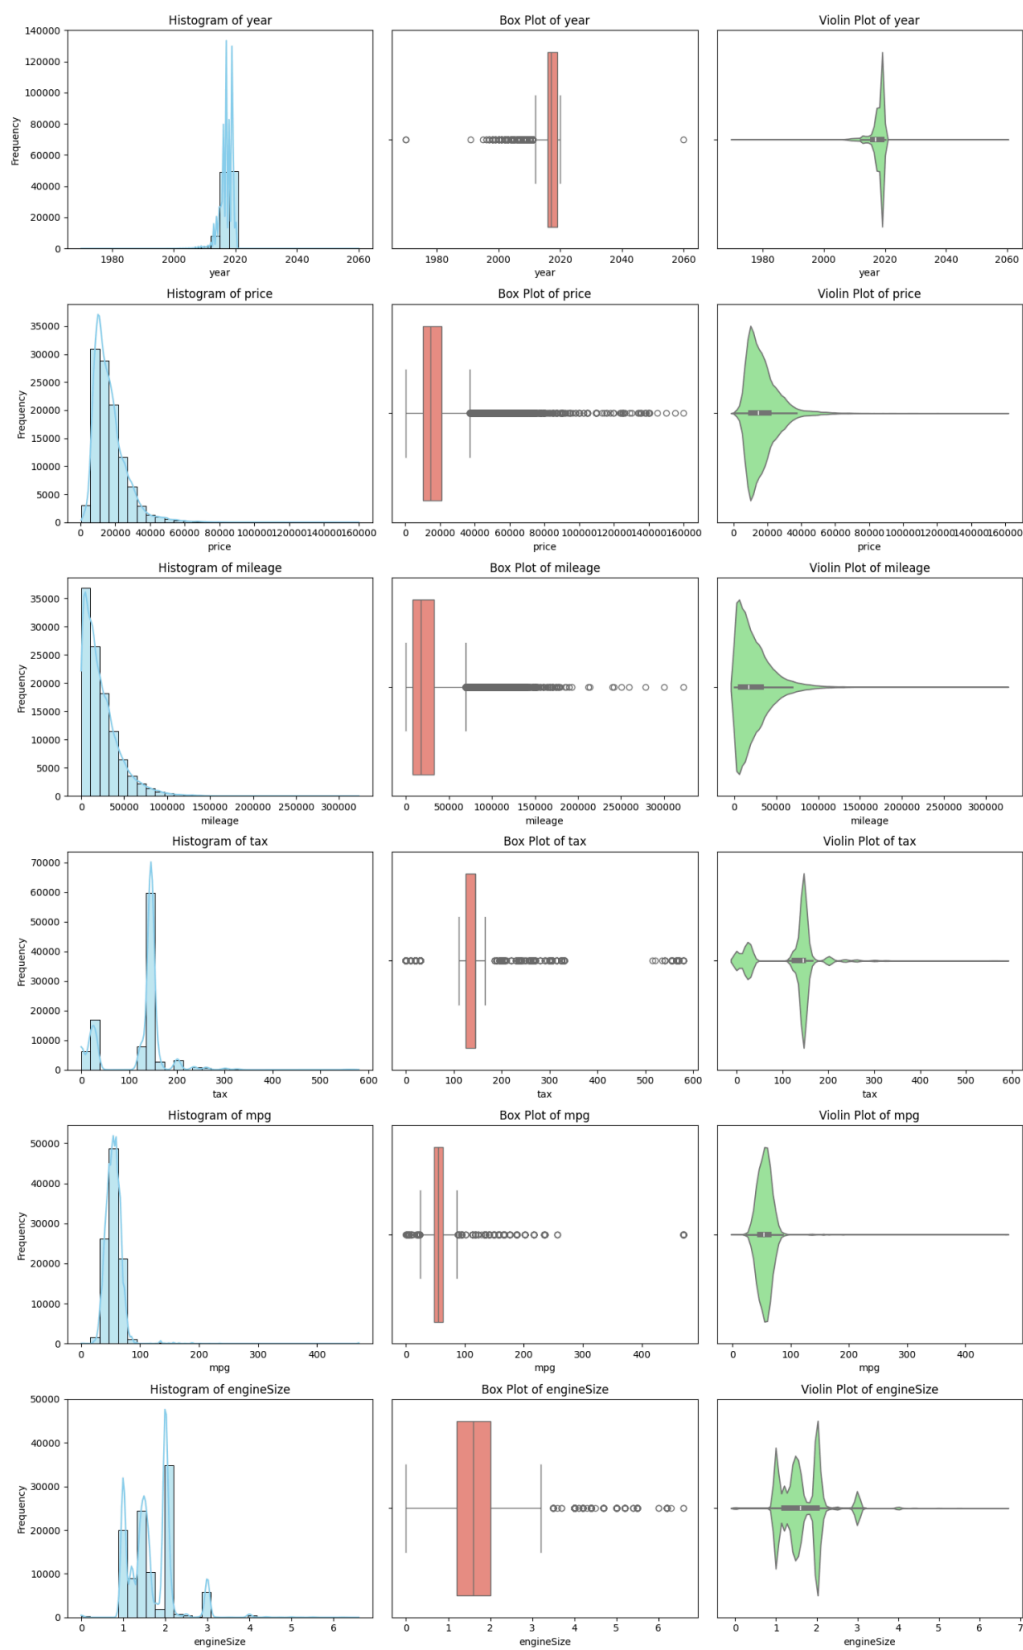 Histogram of year
Box Plot of year
Violin Plot of year
140000
120000
100000
80000
60000
40000
20000
0
Frequency
1980 2000 2020 2040 2060
year
1980 2000 2020 2040 2060
year
1980 2000 2020 2040 2060
year
Histogram of price
Box Plot of price
Violin Plot of price
35000
30000
25000
20000
15000
10000
5000
0
Frequency
0 20000 40000 60000 80000 100000 120000 140000 160000
price
0 20000 40000 60000 80000 100000 120000 140000 160000
price
0 20000 40000 60000 80000 100000 120000 140000 160000
price
Histogram of mileage
Box Plot of mileage
Violin Plot of mileage
35000
30000
25000
20000
15000
10000
5000
0
Frequency
0 50000 100000 150000 200000 250000 300000
mileage
0 50000 100000 150000 200000 250000 300000
mileage
0 50000 100000 150000 200000 250000 300000
mileage
Histogram of tax
Box Plot of tax
Violin Plot of tax
70000
60000
50000
40000
30000
20000
10000
0
Frequency
0 100 200 300 400 500 600
tax
0 100 200 300 400 500 600
tax
0 100 200 300 400 500 600
tax
Histogram of mpg
Box Plot of mpg
Violin Plot of mpg
50000
40000
30000
20000
10000
0
Frequency
0 100 200 300 400
mpg
0 100 200 300 400
mpg
0 100 200 300 400
mpg
Histogram of engineSize
Box Plot of engineSize
Violin Plot of engineSize
50000
40000
30000
20000
10000
0
Frequency
0 1 2 3 4 5 6
engineSize
0 1 2 3 4 5 6
engineSize
0 1 2 3 4 5 6 7
engineSize